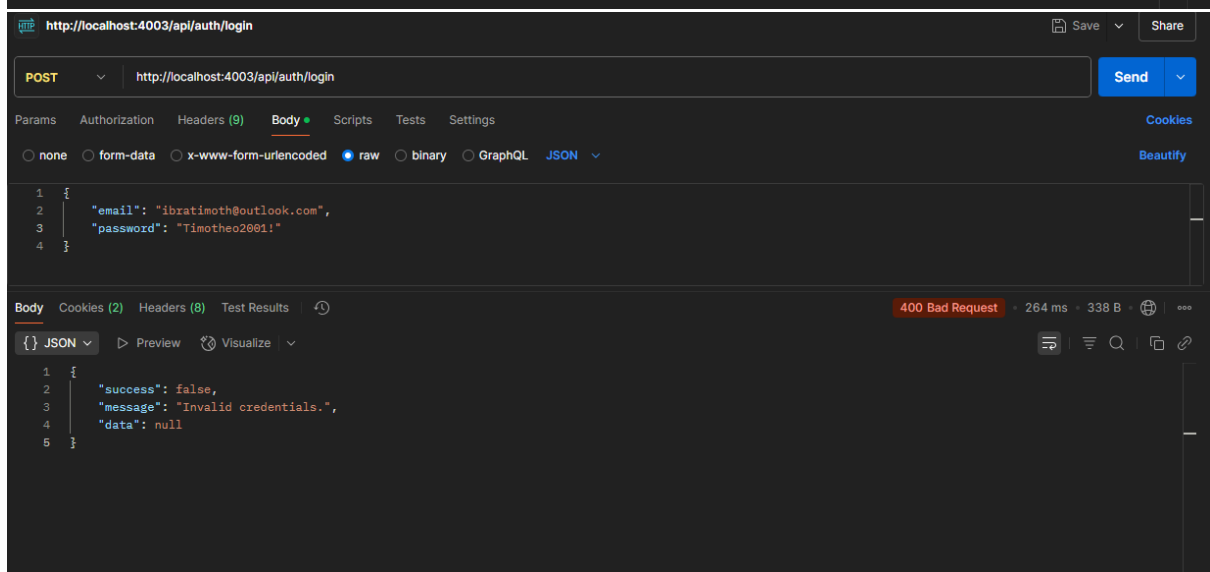 HTTP http://localhost:4003/api/auth/login Save Share
POST http://localhost:4003/api/auth/login Send
Params Authorization Headers (9) Body Scripts Tests Settings Cookies
none form-data x-www-form-urlencoded raw binary GraphQL JSON Beautify
1 {
2 "email": "ibratimoth@outlook.com",
3 "password": "Timotheo2001!"
4 }
Body Cookies (2) Headers (8) Test Results 400 Bad Request 264 ms 338 B
{} JSON Preview Visualize
1 {
2 "success": false,
3 "message": "Invalid credentials.",
4 "data": null
5 }